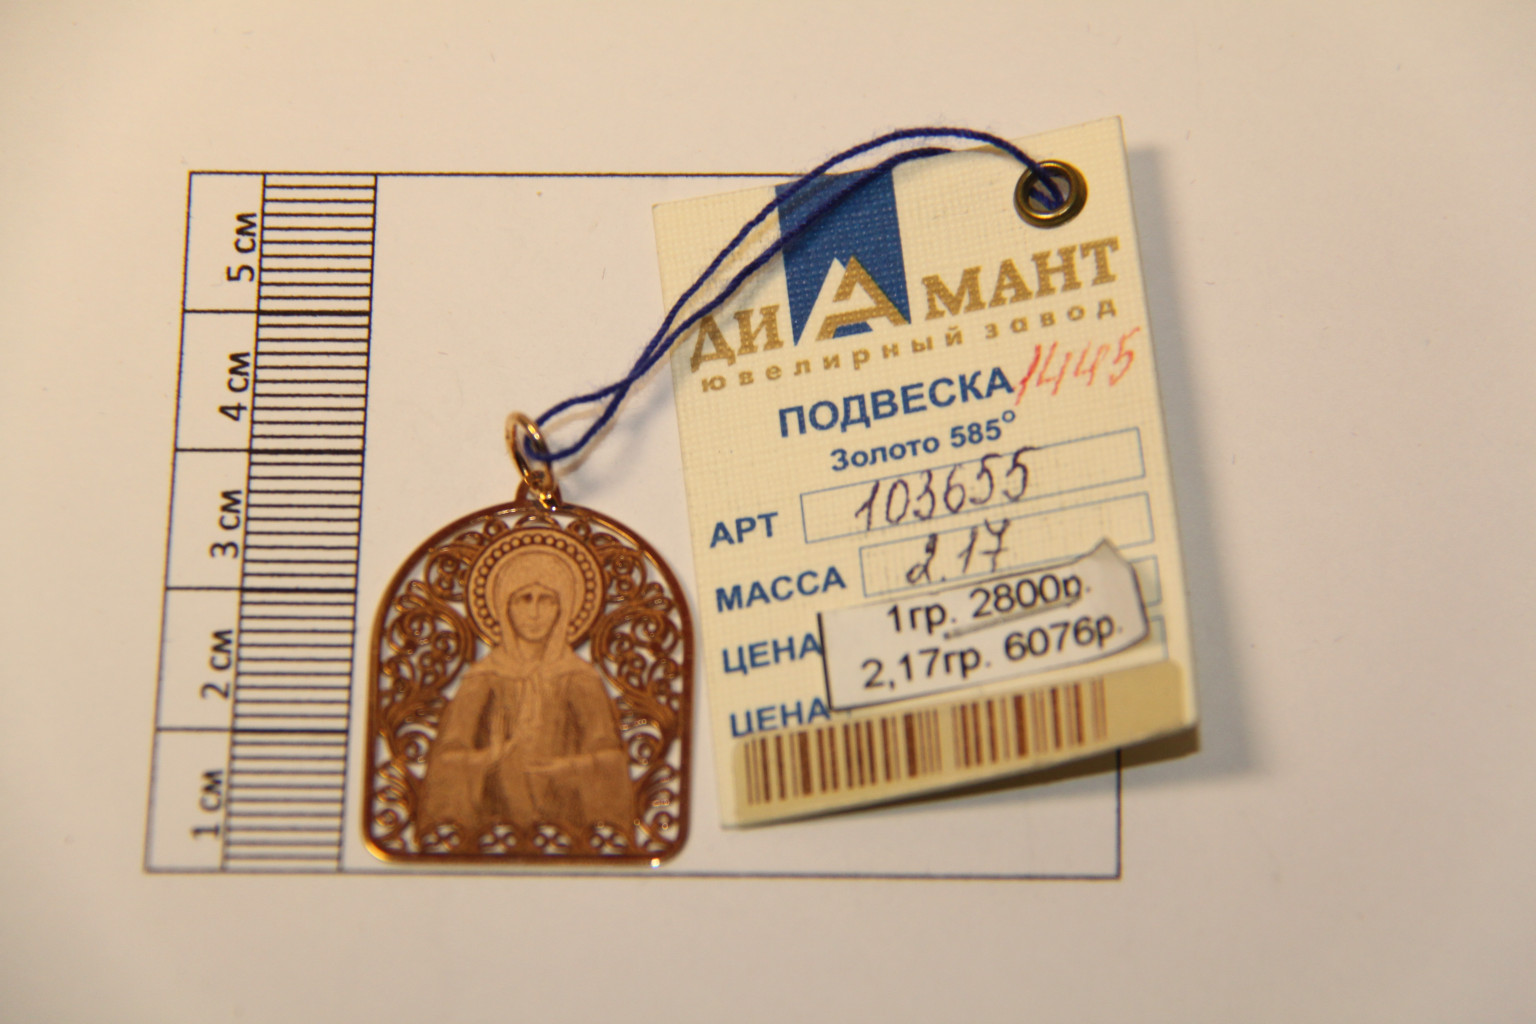 5 см
4 см
3 см
2 см
1 см
ДИАМАНТ
ювелирный завод
ПОДВЕСКА 1445
Золото 585°
АРТ 103655
МАССА 2.17
ЦЕНА 1гр. 2800р.
2,17гр. 6076р.
ЦЕНА